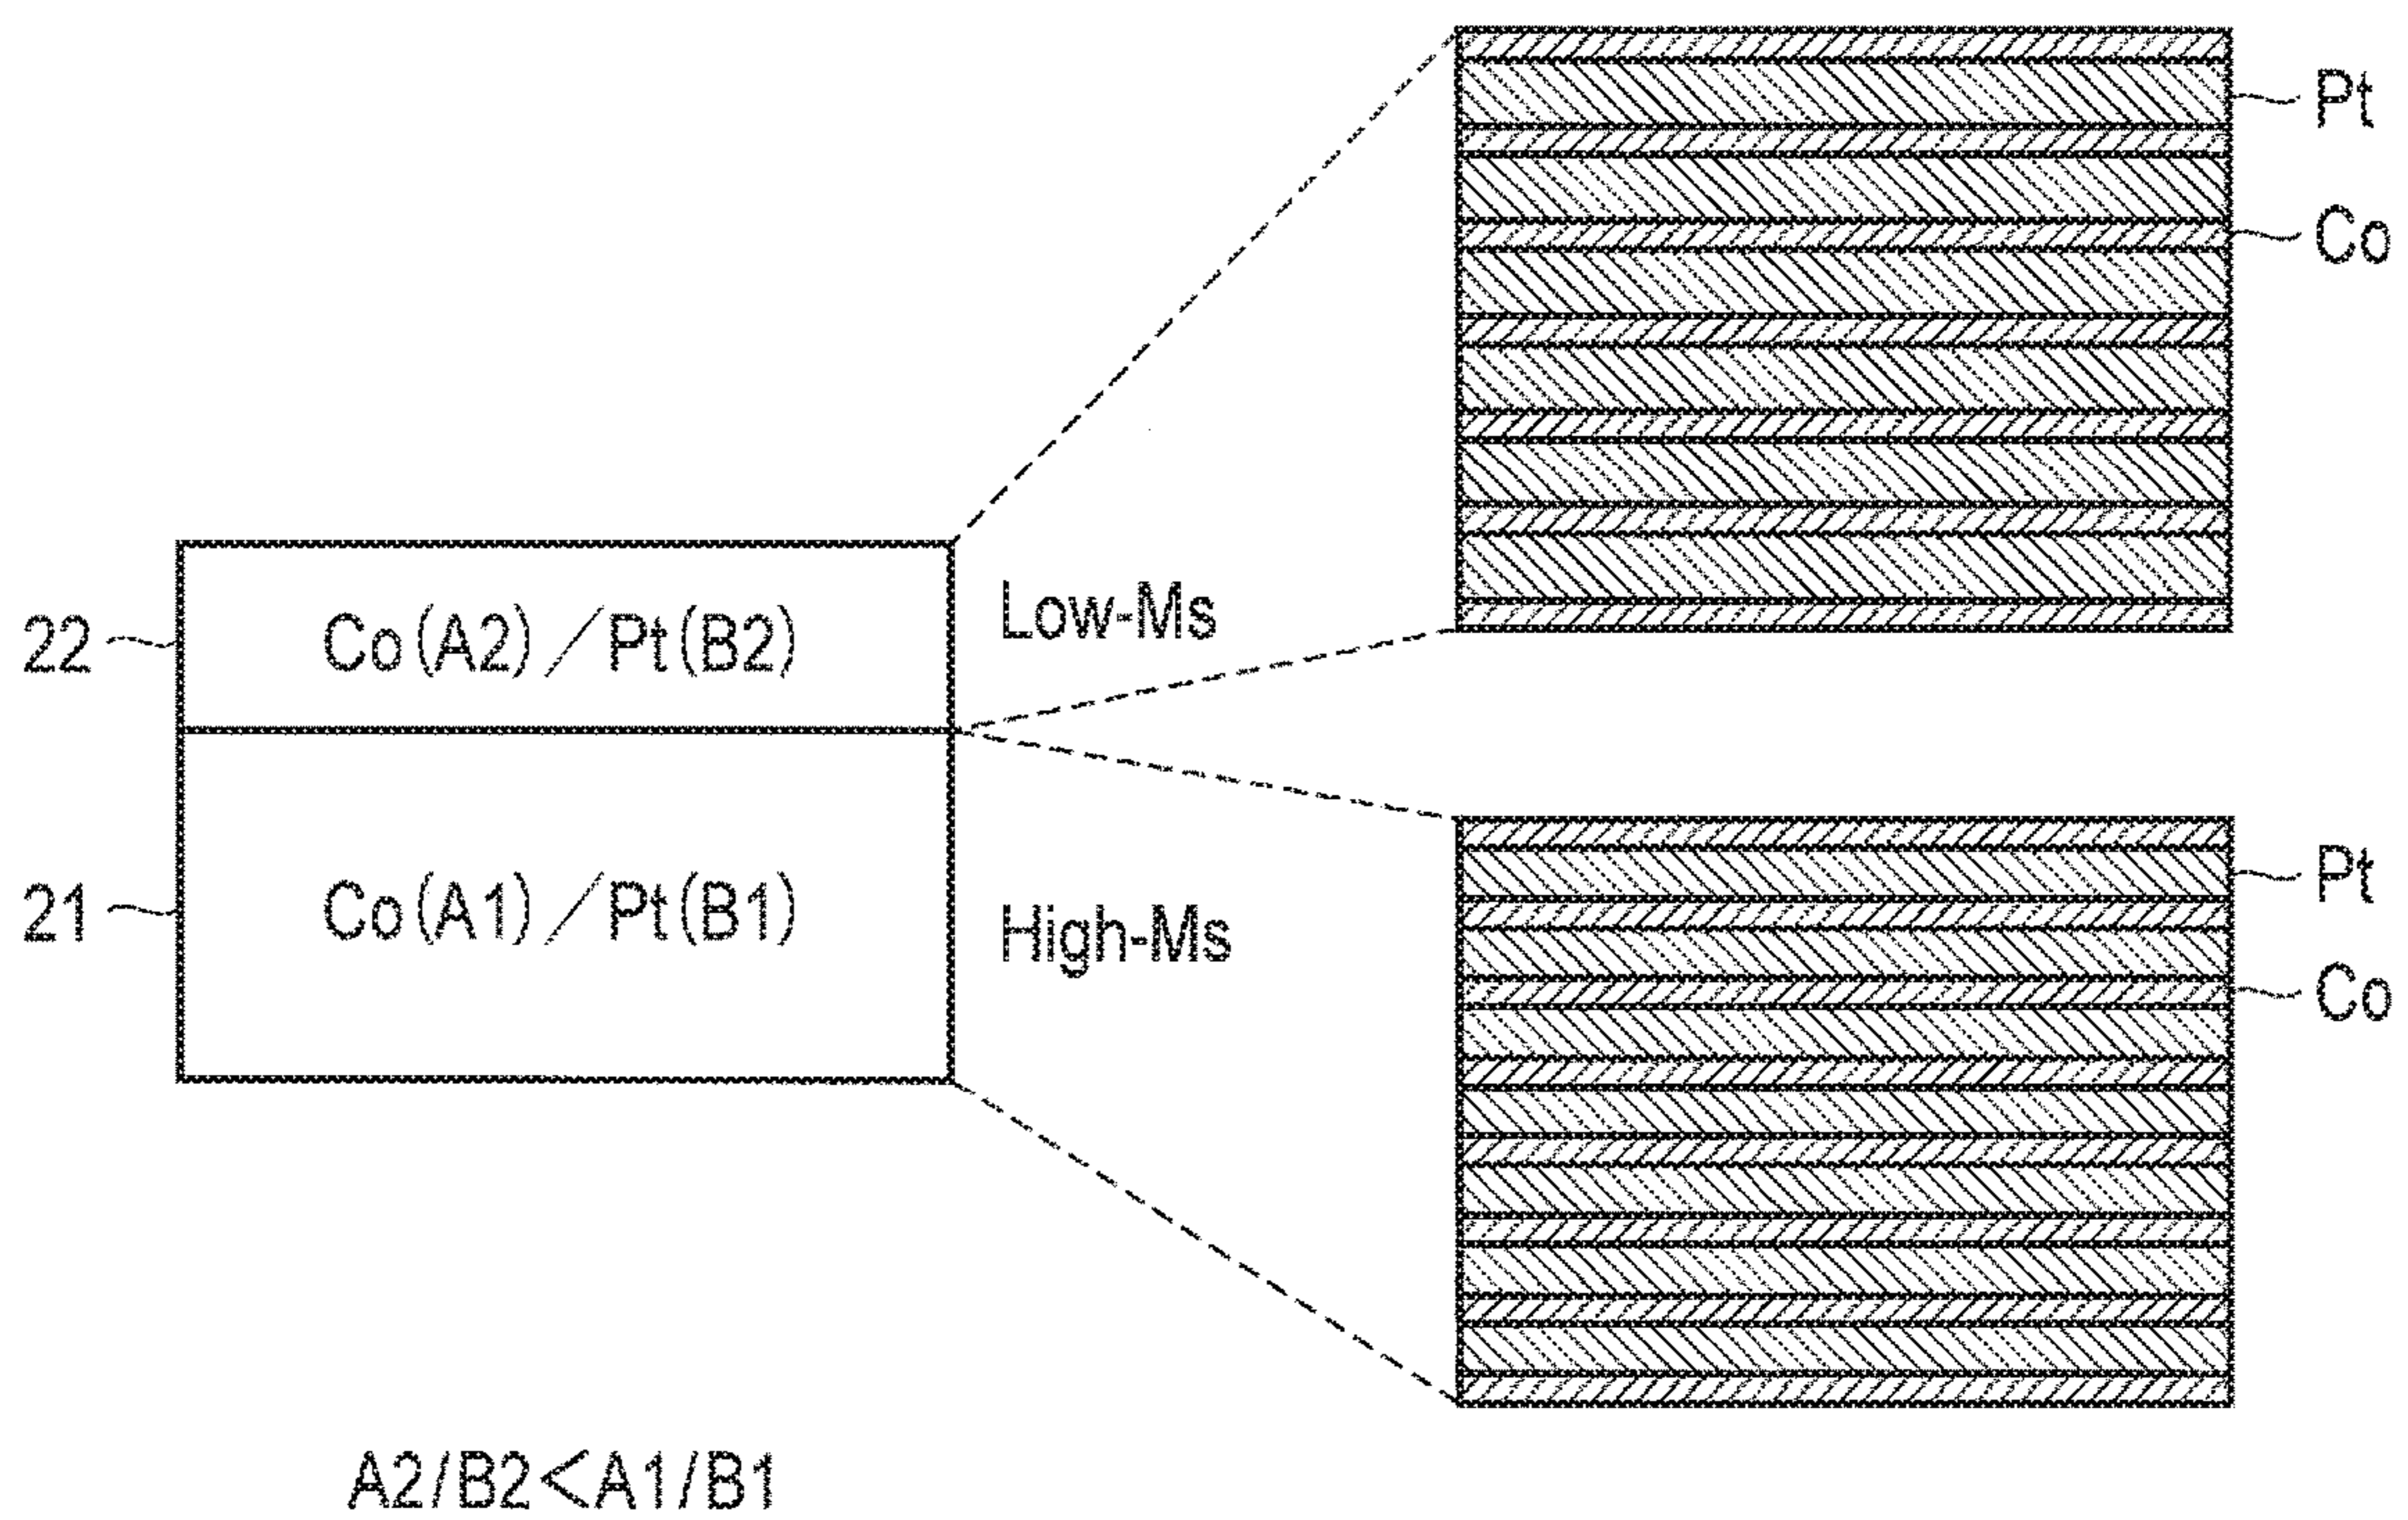 Pt
Co
22
Co(A2)／Pt(B2)
Low-Ms
21
Co(A1)／Pt(B1)
High-Ms
Pt
Co
A2/B2<A1/B1